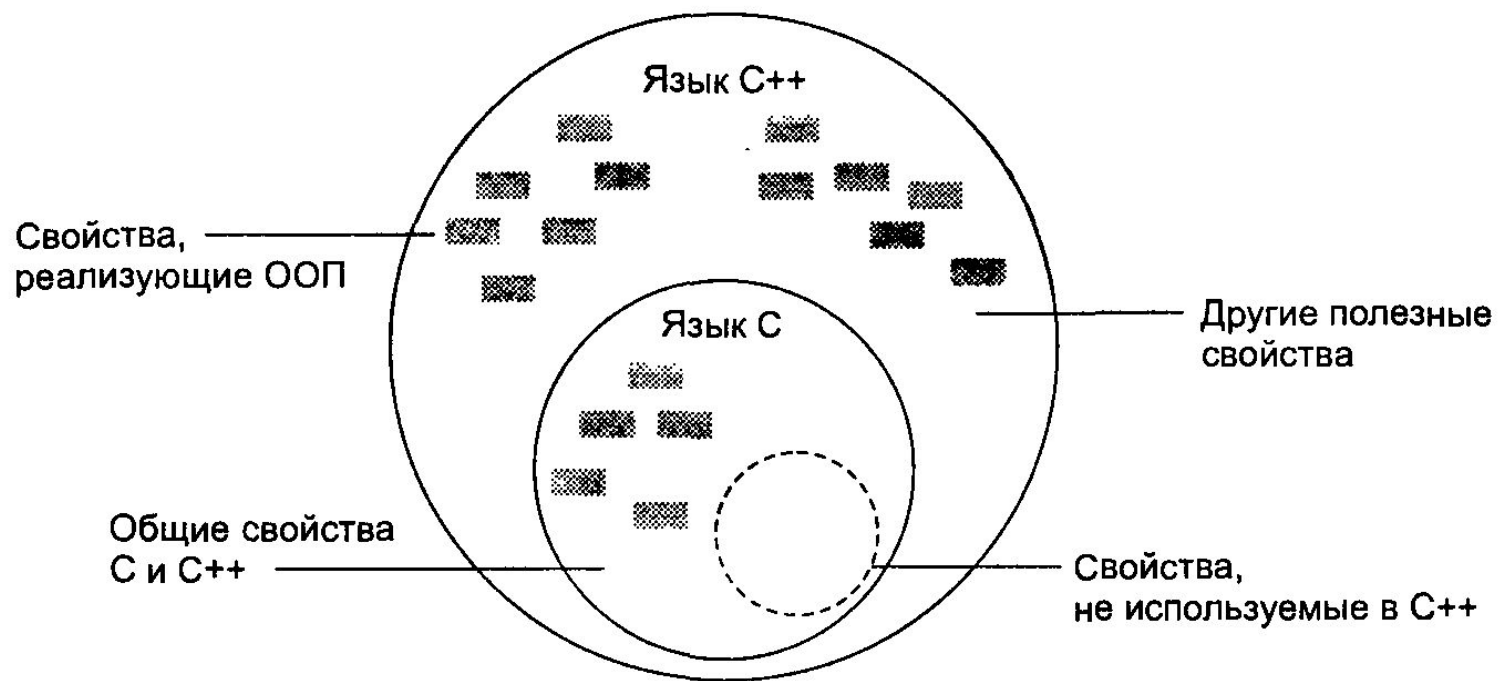 Язык C++
Свойства,
реализующие ООП
Язык C
Другие полезные
свойства
Общие свойства
C и C++
Свойства,
не используемые в C++